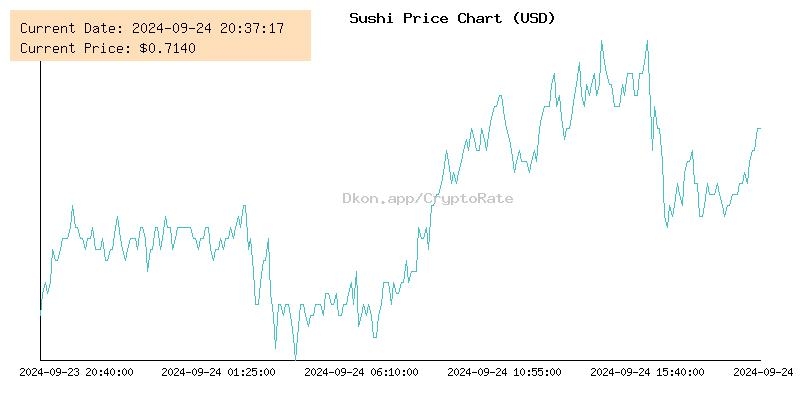 Sushi Price Chart (USD)
Current Date: 2024-09-24 20:37:17
Current Price: $0.7140
Dkon.app/CryptoRate
2024-09-23 20:40:00 2024-09-24 01:25:00 2024-09-24 06:10:00 2024-09-24 10:55:00 2024-09-24 15:40:00 2024-09-24